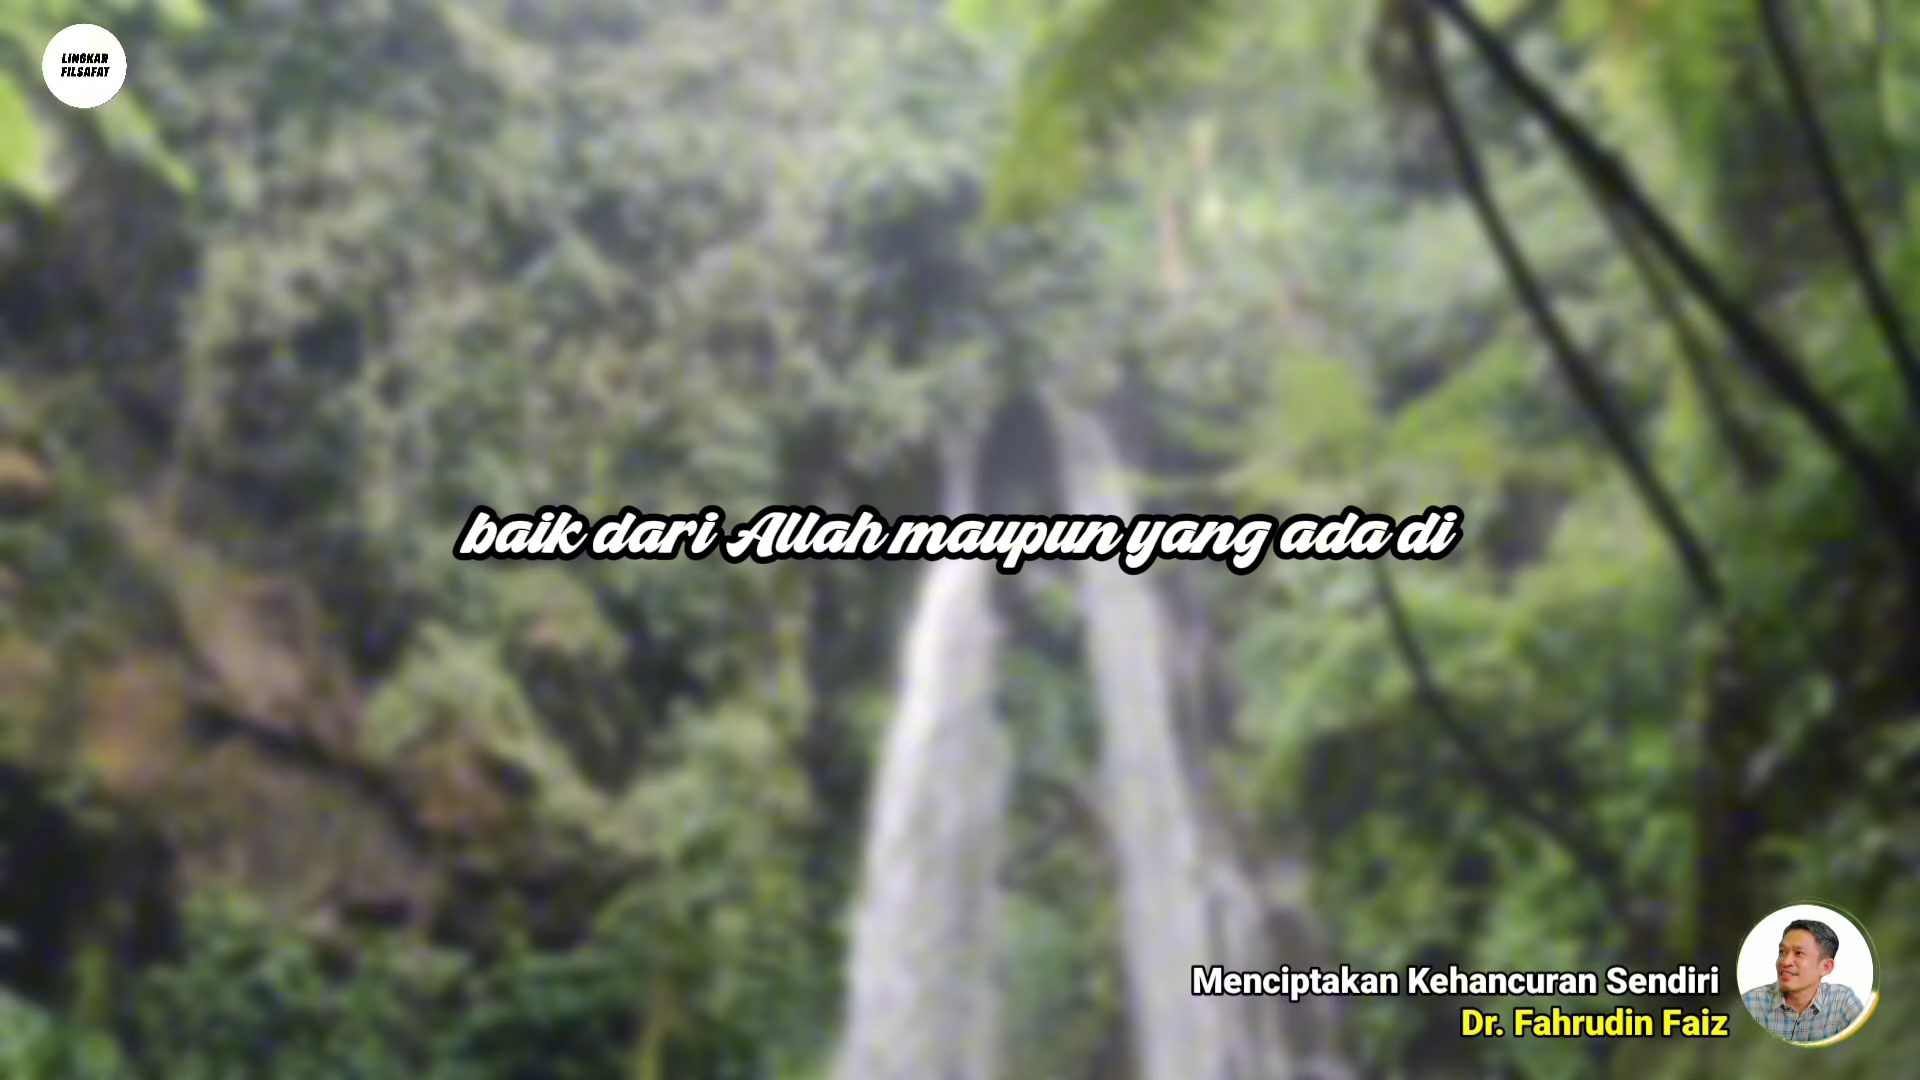 LINGKAR
FILSAFAT
baik dari Allah maupun yang ada di
Menciptakan Kehancuran Sendiri
Dr. Fahrudin Faiz